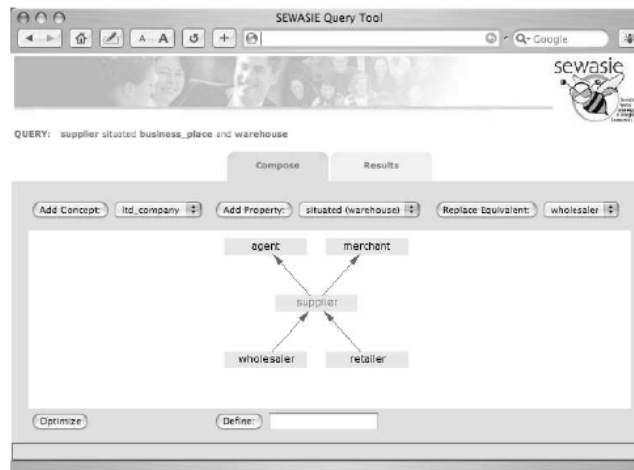 SEWASIE Query Tool
A A
Q Google
sewasie
QUERY: supplier situated business_place and warehouse
Compose Results
Add Concept: ltd_company Add Property: situated (warehouse) Replace Equivalent: wholesaler
agent merchant
supplier
wholesaler retailer
Optimize Define: